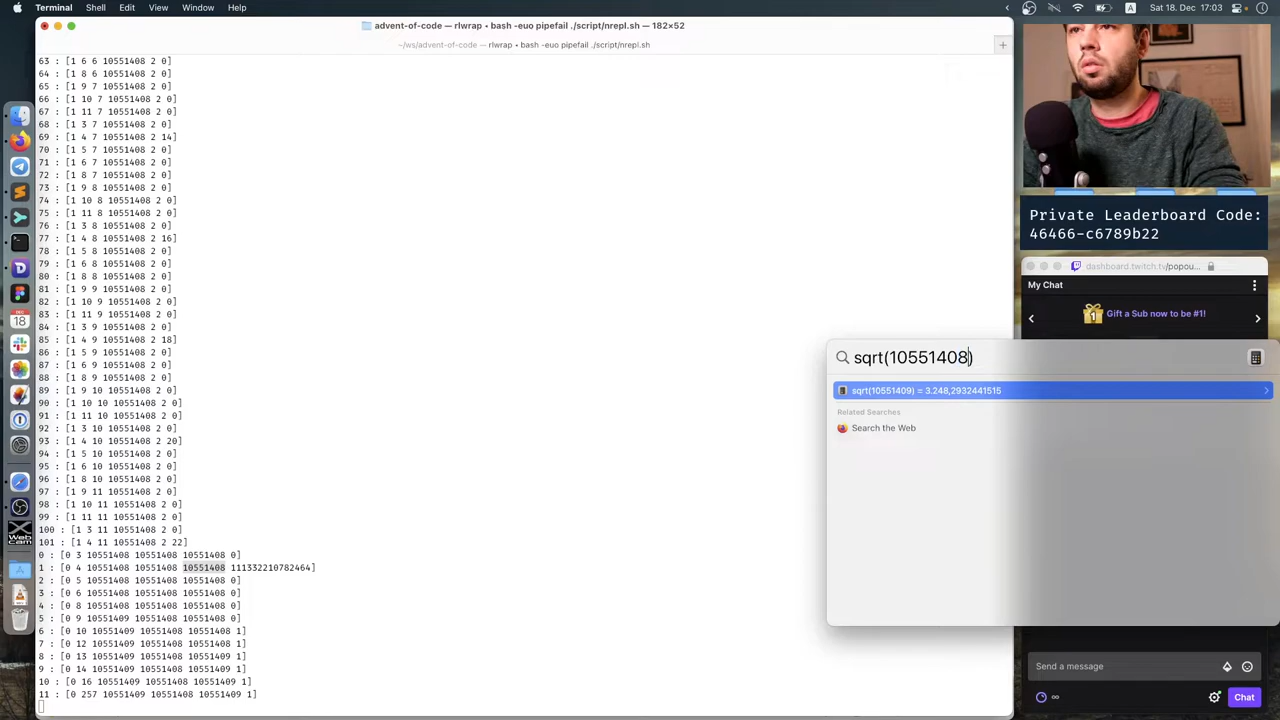 Shell Edit View Window Help
Sat 18. Dec 17:03
advent-of-code — rlwrap • bash -euo pipefail ./script/nrepl.sh — 182×52
~/ws/advent-of-code — rlwrap • bash -euo pipefail ./script/nrepl.sh
63 : [1 6 6 10551408 2 0]
64 : [1 8 6 10551408 2 0]
65 : [1 9 7 10551408 2 0]
66 : [1 10 7 10551408 2 0]
67 : [1 11 7 10551408 2 0]
68 : [1 3 7 10551408 2 0]
69 : [1 4 7 10551408 2 14]
70 : [1 5 7 10551408 2 0]
71 : [1 6 7 10551408 2 0]
72 : [1 8 7 10551408 2 0]
73 : [1 9 8 10551408 2 0]
74 : [1 10 8 10551408 2 0]
75 : [1 11 8 10551408 2 0]
76 : [1 3 8 10551408 2 0]
77 : [1 4 8 10551408 2 16]
78 : [1 5 8 10551408 2 0]
79 : [1 6 8 10551408 2 0]
80 : [1 8 8 10551408 2 0]
81 : [1 9 9 10551408 2 0]
82 : [1 10 9 10551408 2 0]
83 : [1 11 9 10551408 2 0]
84 : [1 3 9 10551408 2 0]
85 : [1 4 9 10551408 2 18]
86 : [1 5 9 10551408 2 0]
87 : [1 6 9 10551408 2 0]
88 : [1 8 9 10551408 2 0]
89 : [1 9 10 10551408 2 0]
90 : [1 10 10 10551408 2 0]
91 : [1 11 10 10551408 2 0]
92 : [1 3 10 10551408 2 0]
93 : [1 4 10 10551408 2 20]
94 : [1 5 10 10551408 2 0]
95 : [1 6 10 10551408 2 0]
96 : [1 8 10 10551408 2 0]
97 : [1 9 11 10551408 2 0]
98 : [1 10 11 10551408 2 0]
99 : [1 11 11 10551408 2 0]
100 : [1 3 11 10551408 2 0]
101 : [1 4 11 10551408 2 22]
0 : [0 3 10551408 10551408 10551408 0]
1 : [0 4 10551408 10551408 10551408 111332210782464]
2 : [0 5 10551408 10551408 10551408 0]
3 : [0 6 10551408 10551408 10551408 0]
4 : [0 8 10551408 10551408 10551408 0]
5 : [0 9 10551409 10551408 10551408 0]
6 : [0 10 10551409 10551408 10551408 1]
7 : [0 12 10551409 10551408 10551408 1]
8 : [0 13 10551409 10551408 10551409 1]
9 : [0 14 10551409 10551408 10551409 1]
10 : [0 16 10551409 10551408 10551409 1]
11 : [0 257 10551409 10551408 10551409 1]
Private Leaderboard Code:
46466-c6789b22
dashboard.twitch.tv/popou...
My Chat
Gift a Sub now to be #1!
sqrt(10551408)
sqrt(10551409) = 3.248,2932441515
Related Searches
Search the Web
Send a message
Chat
DEC
18
Web
Cam